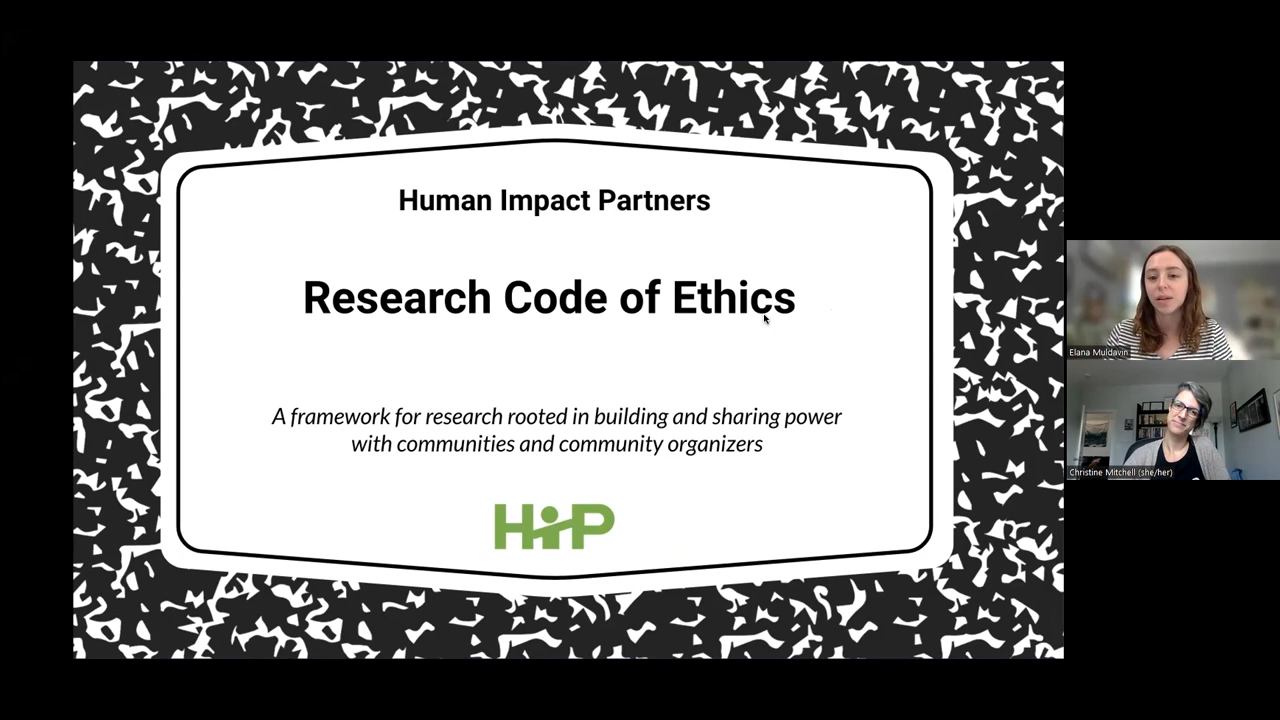 Human Impact Partners
Research Code of Ethics
A framework for research rooted in building and sharing power
with communities and community organizers
HiP
Elana Muldavin
Christine Mitchell (she/her)